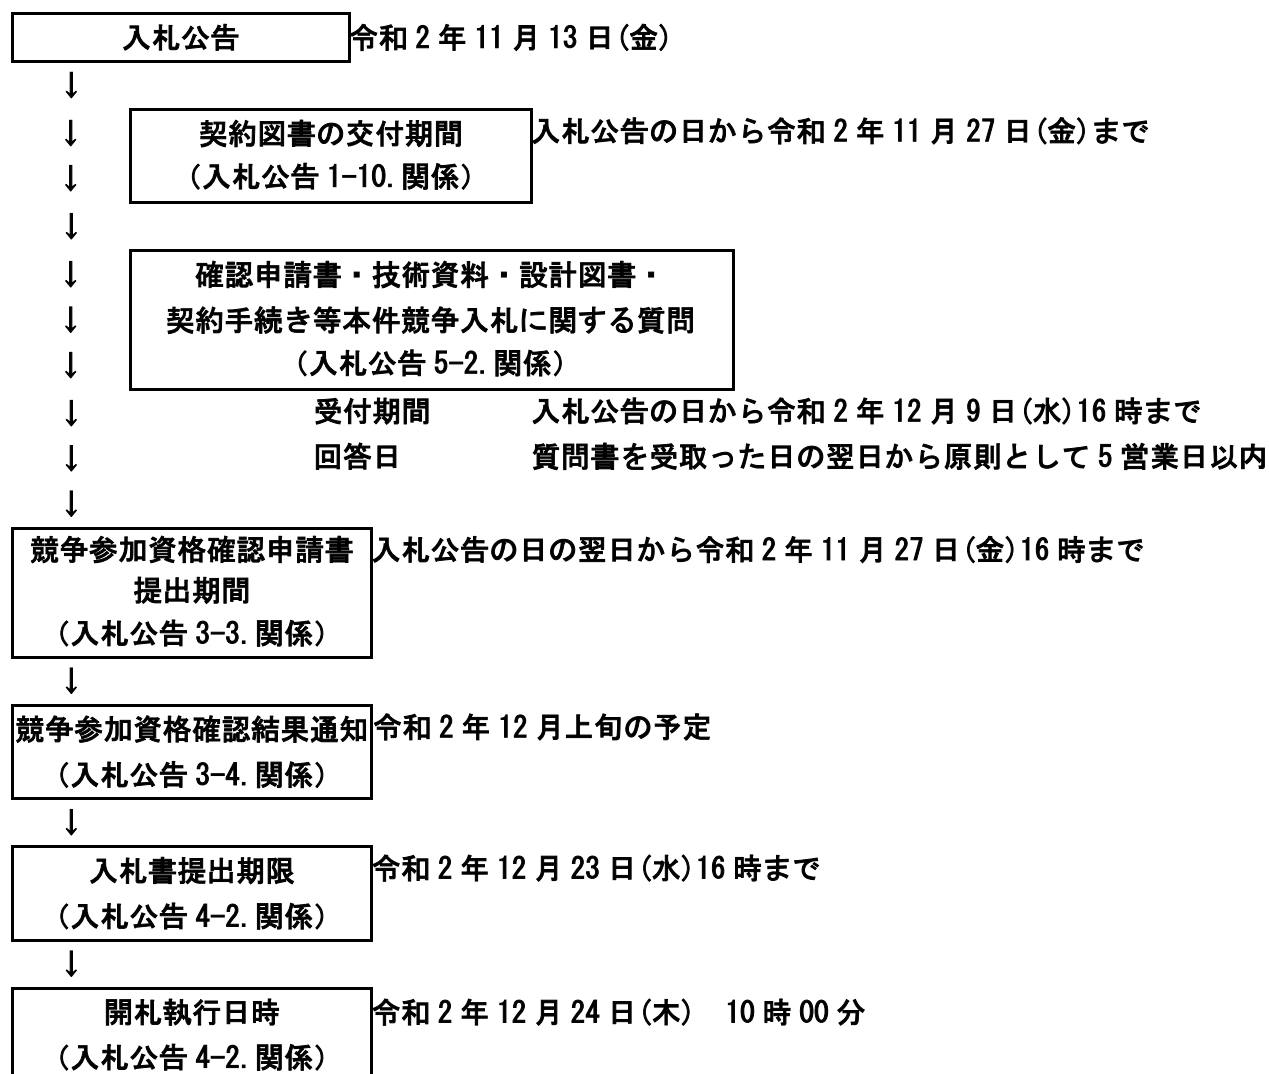 入札公告 令和2年11月13日(金)
↓
↓ 契約図書の交付期間 入札公告の日から令和2年11月27日(金)まで
↓ (入札公告1-10.関係)
↓
↓ 確認申請書・技術資料・設計図書・
↓ 契約手続き等本件競争入札に関する質問
↓ (入札公告5-2.関係)
↓ 受付期間 入札公告の日から令和2年12月9日(水)16時まで
↓ 回答日 質問書を受取った日の翌日から原則として5営業日以内
↓
競争参加資格確認申請書 入札公告の日の翌日から令和2年11月27日(金)16時まで
提出期間
(入札公告3-3.関係)
↓
競争参加資格確認結果通知 令和2年12月上旬の予定
(入札公告3-4.関係)
↓
入札書提出期限 令和2年12月23日(水)16時まで
(入札公告4-2.関係)
↓
開札執行日時 令和2年12月24日(木) 10時00分
(入札公告4-2.関係)